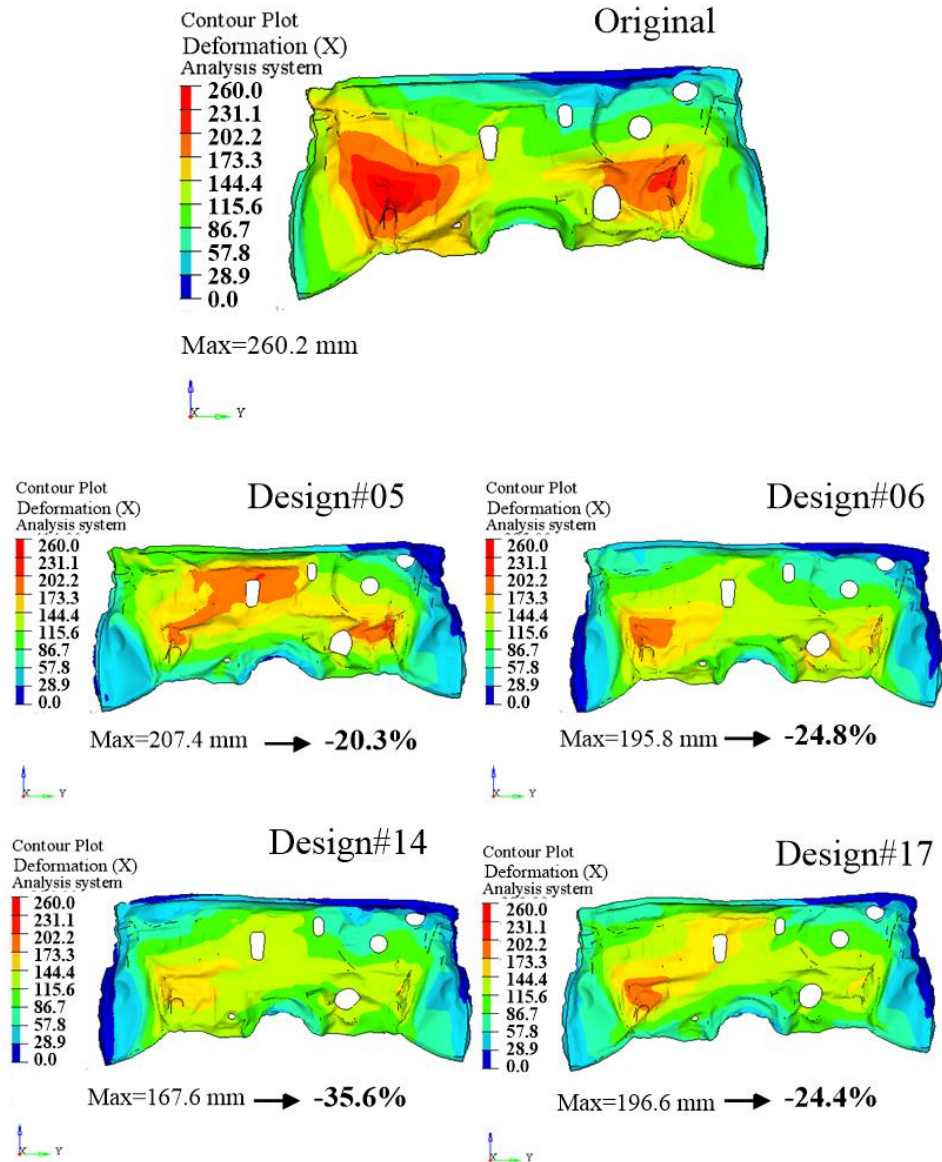 Original
Contour Plot
Deformation (X)
Analysis system
260.0
231.1
202.2
173.3
144.4
115.6
86.7
57.8
28.9
0.0
Max=260.2 mm
X Y
Design#05
Contour Plot
Deformation (X)
Analysis system
260.0
231.1
202.2
173.3
144.4
115.6
86.7
57.8
28.9
0.0
Max=207.4 mm → -20.3%
X Y
Design#06
Contour Plot
Deformation (X)
Analysis system
260.0
231.1
202.2
173.3
144.4
115.6
86.7
57.8
28.9
0.0
Max=195.8 mm → -24.8%
X Y
Design#14
Contour Plot
Deformation (X)
Analysis system
260.0
231.1
202.2
173.3
144.4
115.6
86.7
57.8
28.9
0.0
Max=167.6 mm → -35.6%
X Y
Design#17
Contour Plot
Deformation (X)
Analysis system
260.0
231.1
202.2
173.3
144.4
115.6
86.7
57.8
28.9
0.0
Max=196.6 mm → -24.4%
X Y